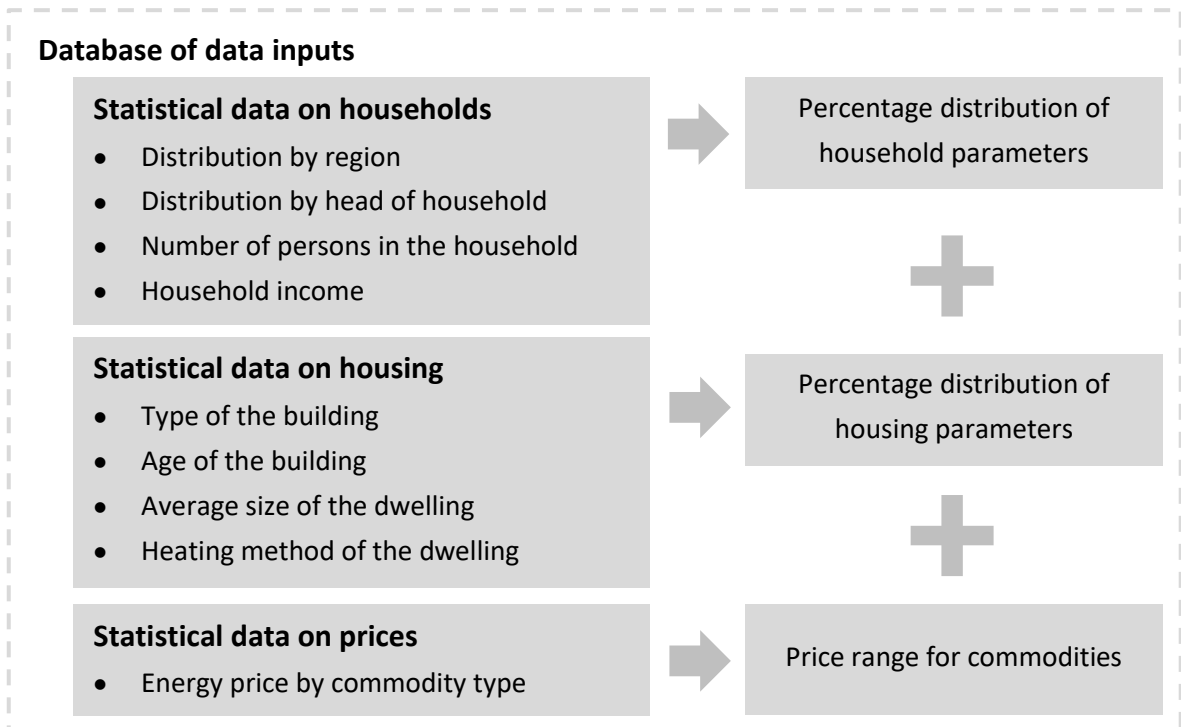 Database of data inputs
Statistical data on households
• Distribution by region
• Distribution by head of household
• Number of persons in the household
• Household income
Percentage distribution of
household parameters
Statistical data on housing
• Type of the building
• Age of the building
• Average size of the dwelling
• Heating method of the dwelling
Percentage distribution of
housing parameters
Statistical data on prices
• Energy price by commodity type
Price range for commodities